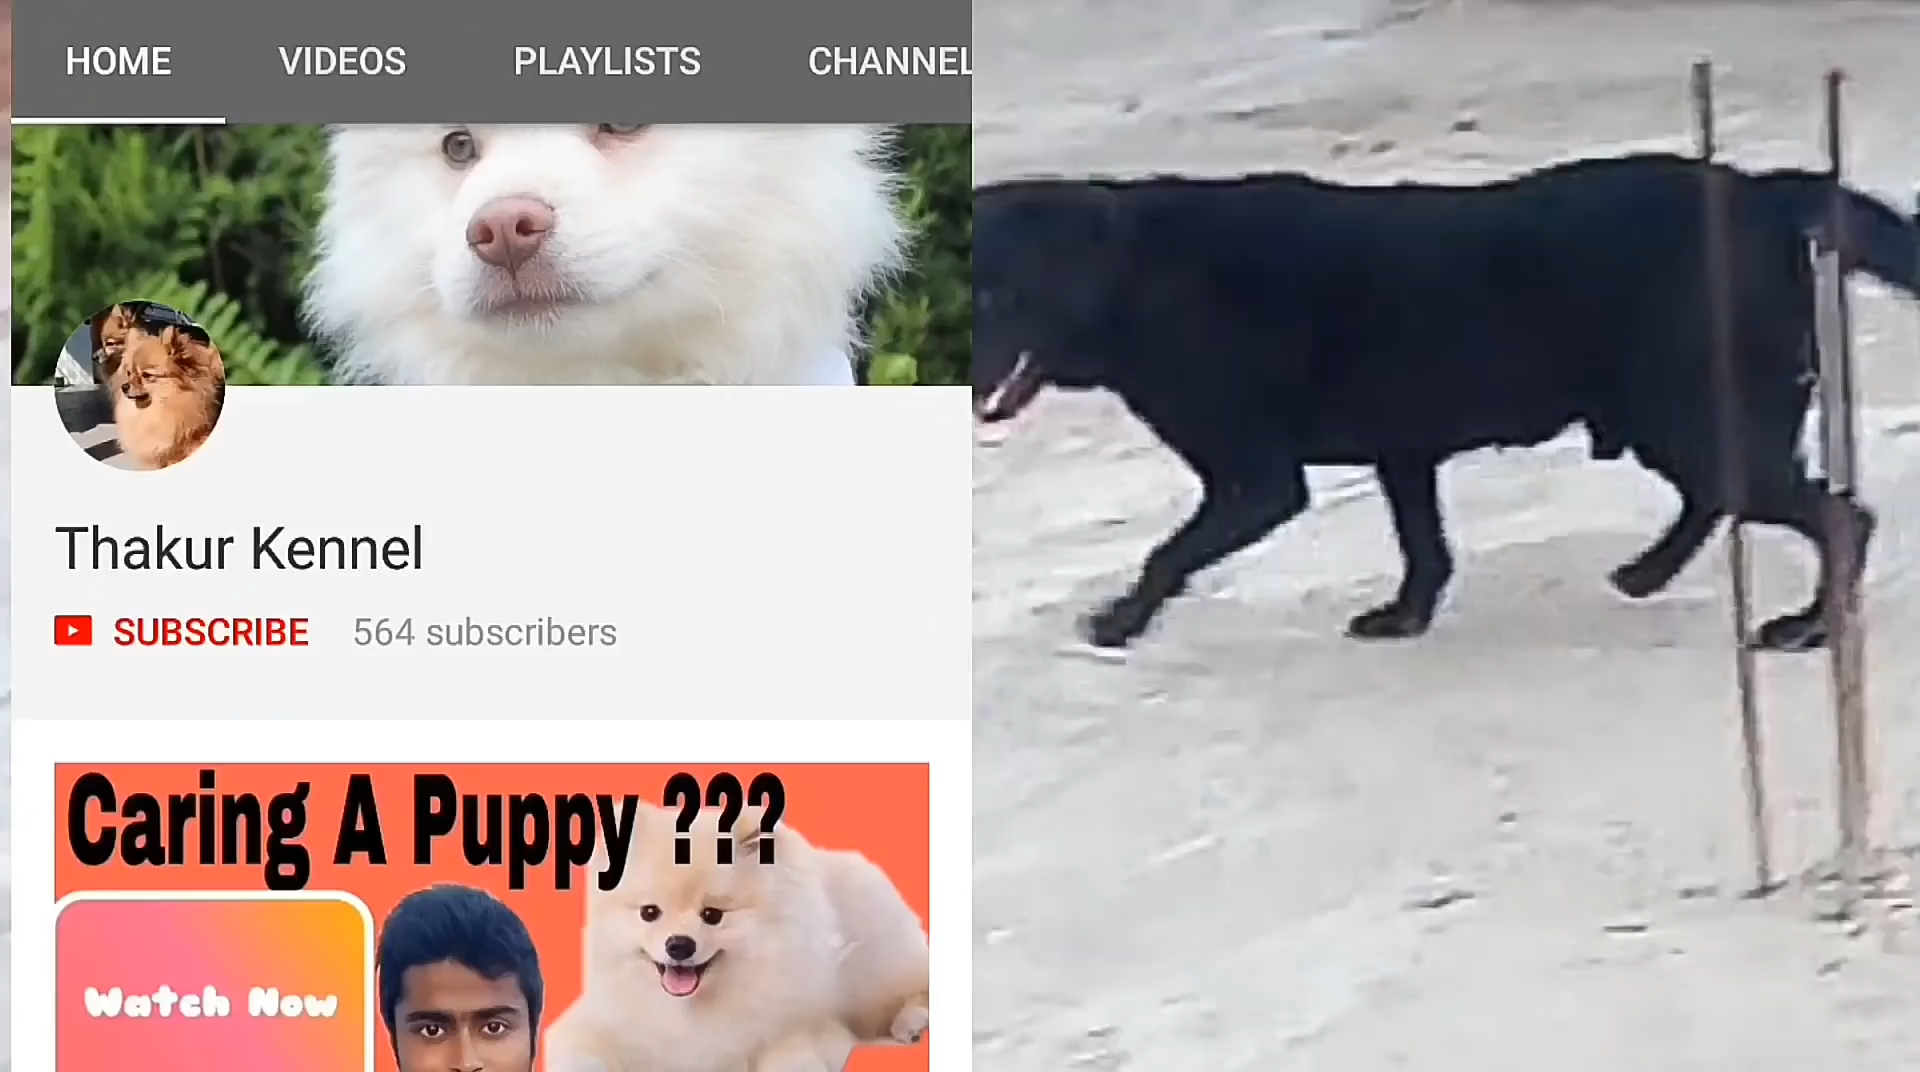 HOME VIDEOS PLAYLISTS CHANNEL
Thakur Kennel
SUBSCRIBE 564 subscribers
Caring A Puppy ???
Watch Now